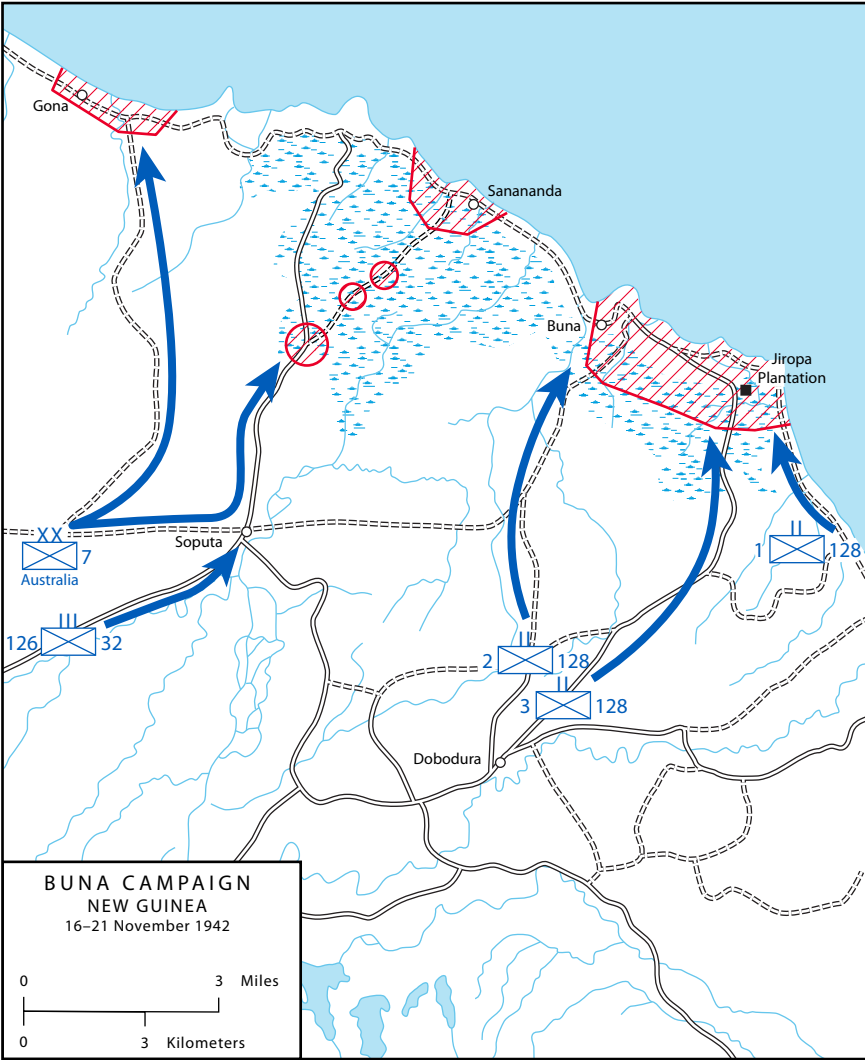 Gona
Sanananda
Buna
Jiropa
Plantation
Soputa
XX
7
Australia
III
126
32
II
1
128
II
2
128
II
3
128
Dobodura
BUNA CAMPAIGN
NEW GUINEA
16–21 November 1942
0
3
Miles
0
3
Kilometers